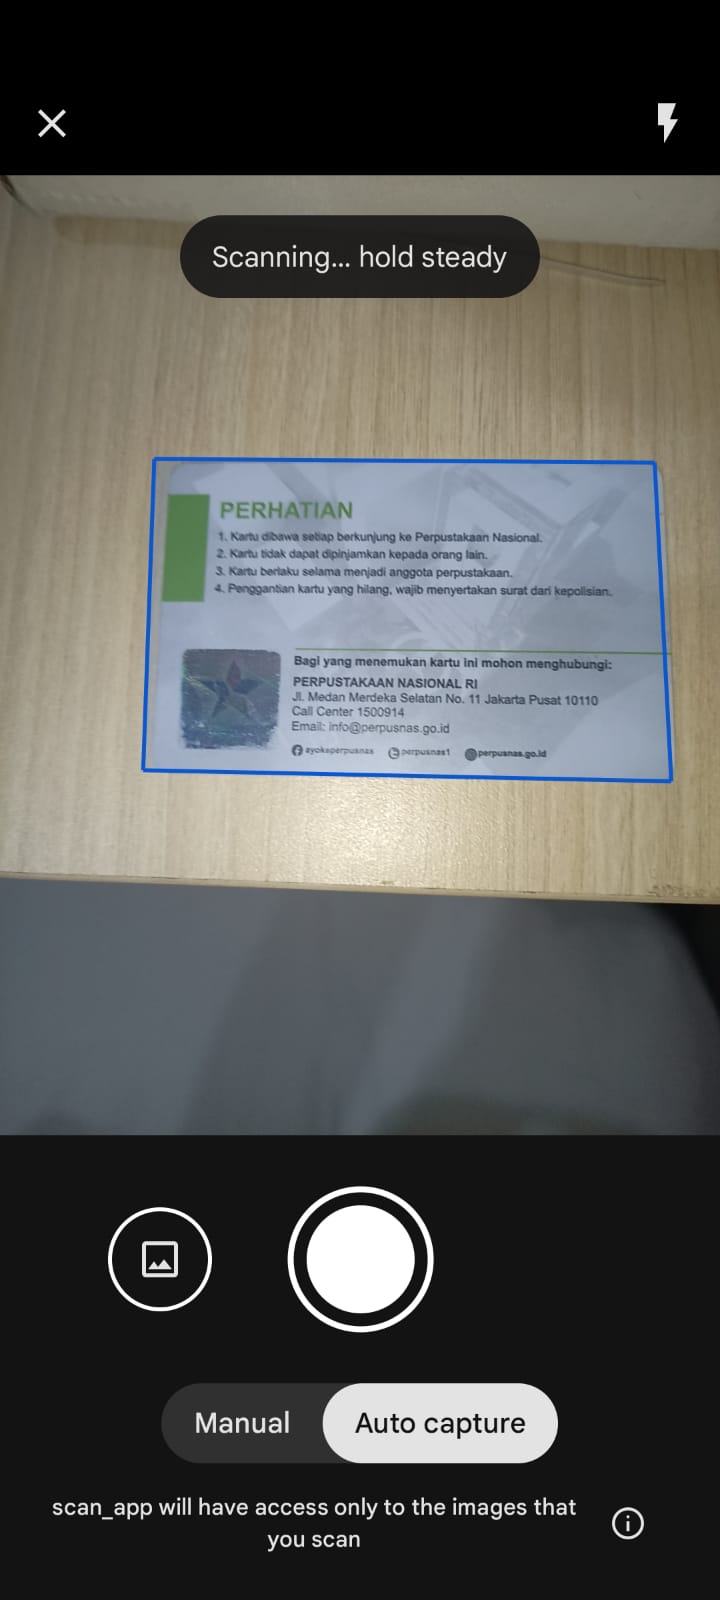 Scanning... hold steady
PERHATIAN
1. Kartu dibawa setiap berkunjung ke Perpustakaan Nasional.
2. Kartu tidak dapat dipinjamkan kepada orang lain.
3. Kartu berlaku selama menjadi anggota perpustakaan.
4. Penggantian kartu yang hilang, wajib menyertakan surat dari kepolisian.
Bagi yang menemukan kartu ini mohon menghubungi:
PERPUSTAKAAN NASIONAL RI
Jl. Medan Merdeka Selatan No. 11 Jakarta Pusat 10110
Call Center 1500914
Email: info@perpusnas.go.id
ayokeperpusnas perpusnas1 perpusnas.go.id
Manual Auto capture
scan_app will have access only to the images that
you scan